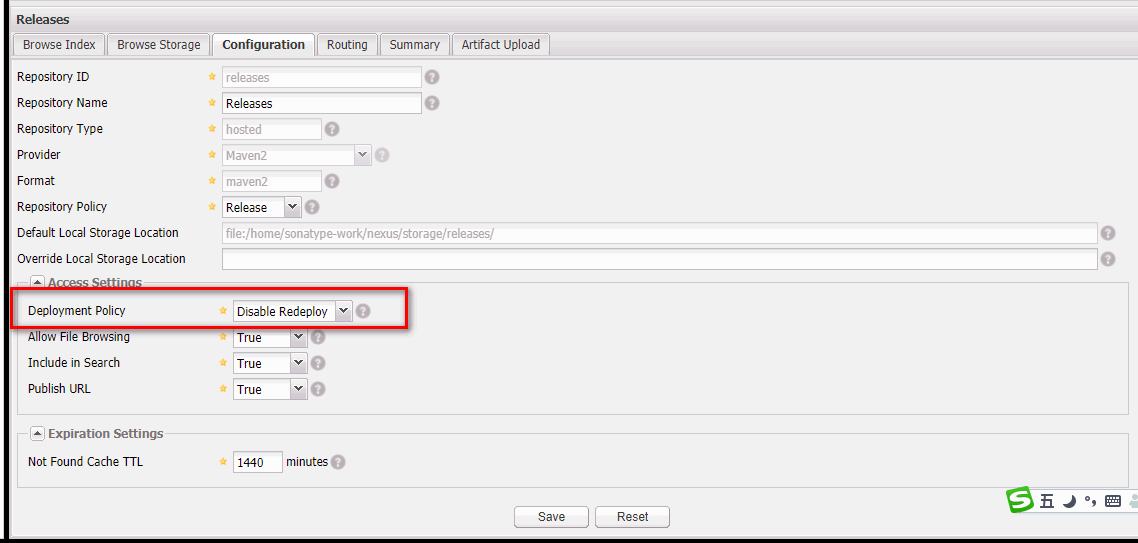 Releases
Browse Index Browse Storage Configuration Routing Summary Artifact Upload
Repository ID releases ?
Repository Name Releases ?
Repository Type hosted ?
Provider Maven2 ?
Format maven2 ?
Repository Policy Release ?
Default Local Storage Location file:/home/sonatype-work/nexus/storage/releases/ ?
Override Local Storage Location ?
Access Settings
Deployment Policy Disable Redeploy ?
Allow File Browsing True ?
Include in Search True ?
Publish URL True ?
Expiration Settings
Not Found Cache TTL 1440 minutes ?
S 五 °,
Save Reset